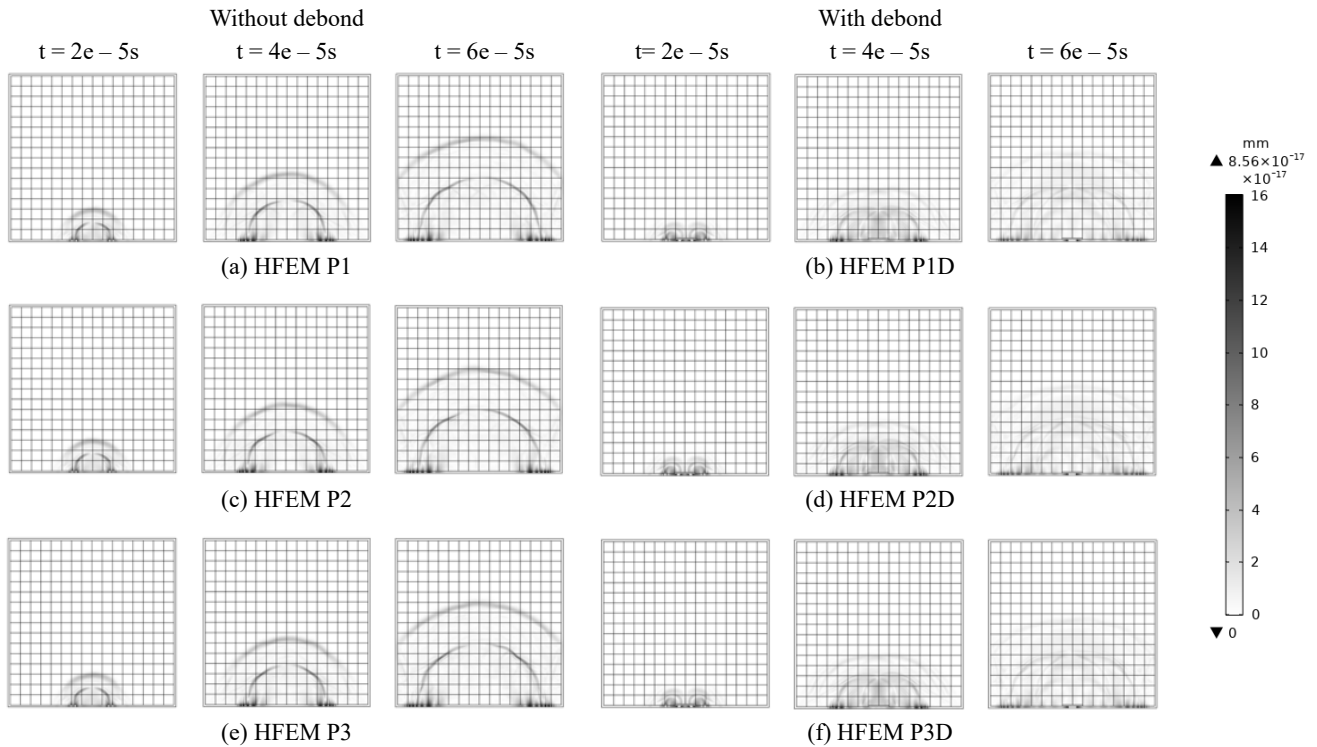 Without debond
With debond
t = 2e – 5s
t = 4e – 5s
t = 6e – 5s
t= 2e – 5s
t = 4e – 5s
t = 6e – 5s
(a) HFEM P1
(b) HFEM P1D
(c) HFEM P2
(d) HFEM P2D
(e) HFEM P3
(f) HFEM P3D
mm
▲ 8.56×10⁻¹⁷
×10⁻¹⁷
16
14
12
10
8
6
4
2
0
▼ 0